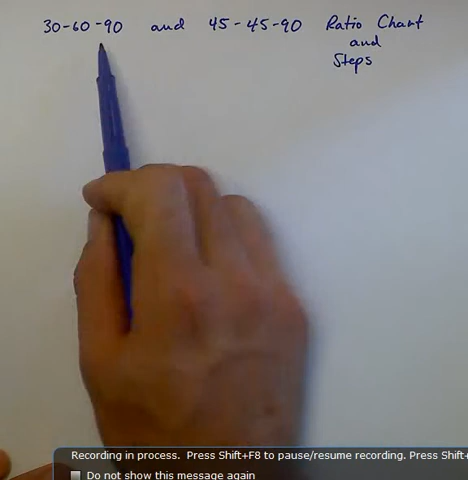 30-60-90 and 45-45-90 Ratio Chart
and
Steps
Recording in process. Press Shift+F8 to pause/resume recording. Press Shift+
Do not show this message again